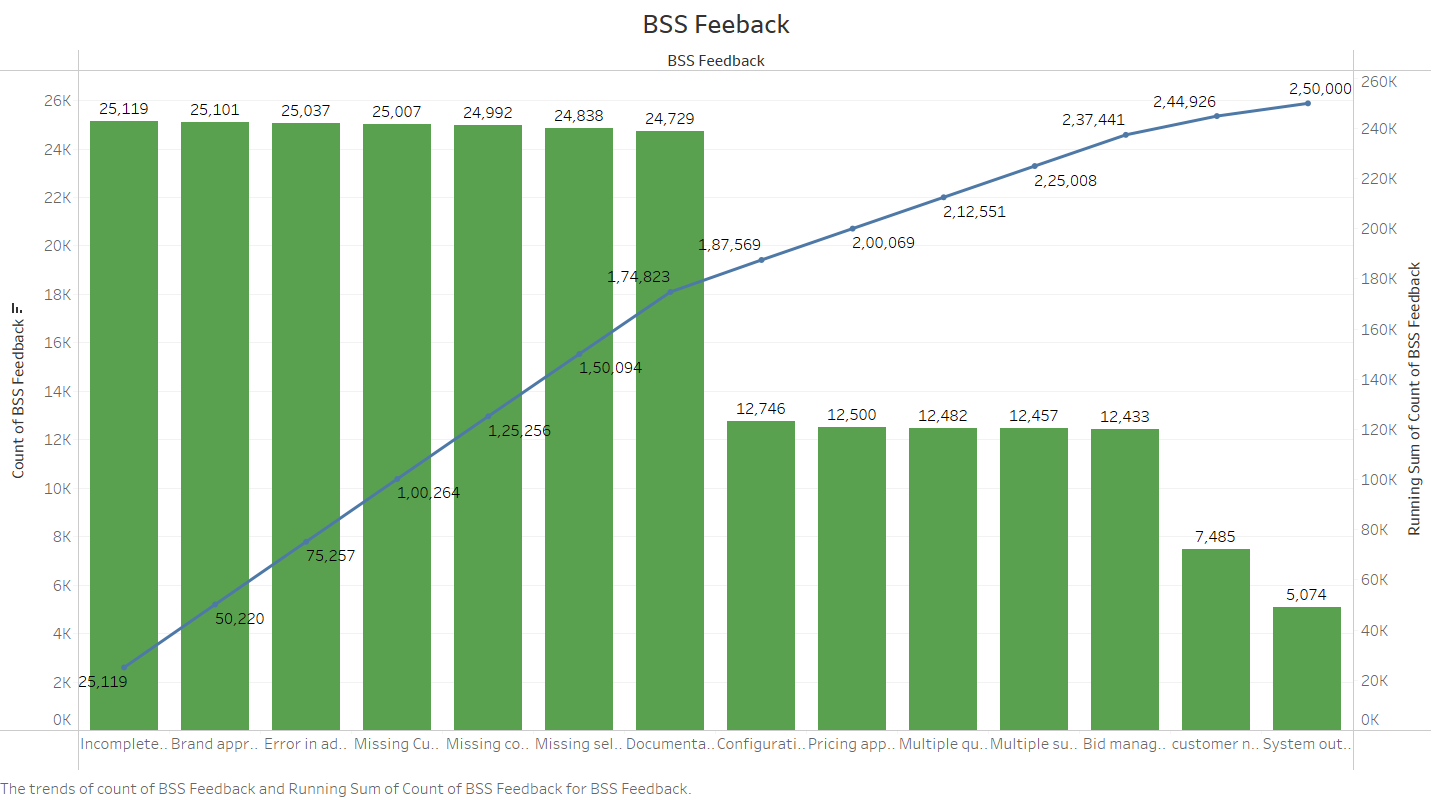 BSS Feeback
BSS Feedback
Count of BSS Feedback
26K
24K
22K
20K
18K
16K
14K
12K
10K
8K
6K
4K
2K
0K
25,119
25,101
25,037
25,007
24,992
24,838
24,729
12,746
12,500
12,482
12,457
12,433
7,485
5,074
25,119
50,220
75,257
1,00,264
1,25,256
1,50,094
1,74,823
1,87,569
2,00,069
2,12,551
2,25,008
2,37,441
2,44,926
2,50,000
260K
240K
220K
200K
180K
160K
140K
120K
100K
80K
60K
40K
20K
0K
Running Sum of Count of BSS Feedback
Incomplete.. Brand appr.. Error in ad.. Missing Cu.. Missing co.. Missing sel.. Documenta.. Configurati.. Pricing app.. Multiple qu.. Multiple su.. Bid manag.. customer n.. System out..
The trends of count of BSS Feedback and Running Sum of Count of BSS Feedback for BSS Feedback.